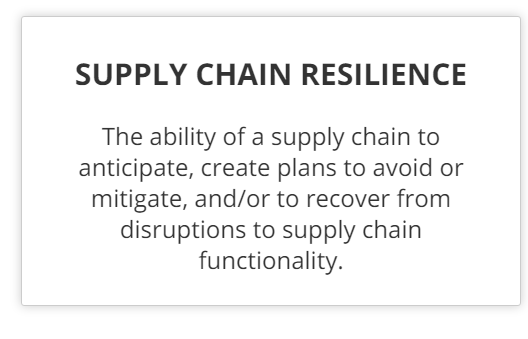 SUPPLY CHAIN RESILIENCE
The ability of a supply chain to
anticipate, create plans to avoid or
mitigate, and/or to recover from
disruptions to supply chain
functionality.